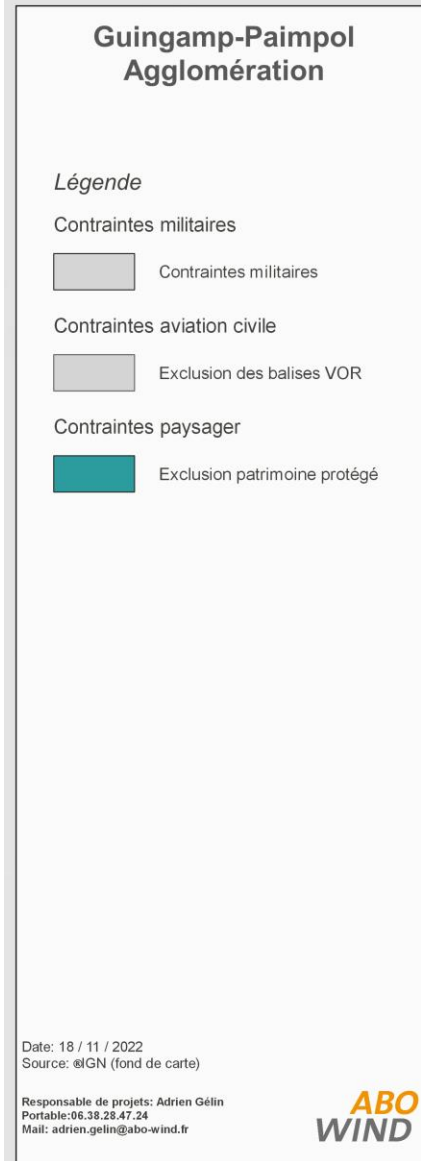 Guingamp-Paimpol
Agglomération
Légende
Contraintes militaires
Contraintes militaires
Contraintes aviation civile
Exclusion des balises VOR
Contraintes paysager
Exclusion patrimoine protégé
Date: 18 / 11 / 2022
Source: ®IGN (fond de carte)
Responsable de projets: Adrien Gélin
Portable:06.38.28.47.24
Mail: adrien.gelin@abo-wind.fr
ABO
WIND